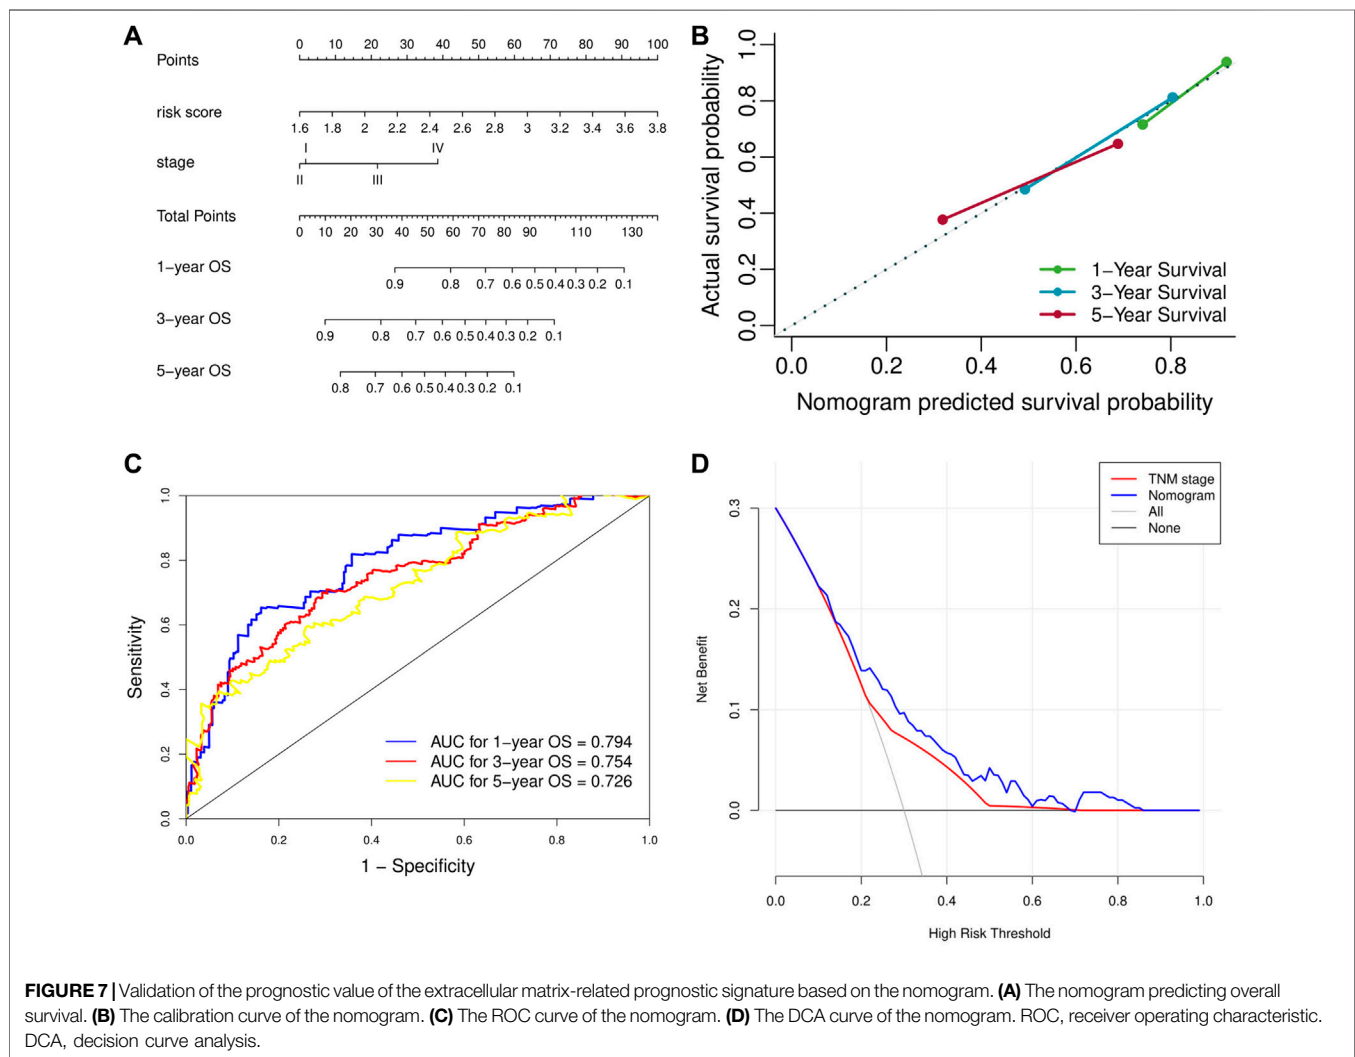 A
Points
0 10 20 30 40 50 60 70 80 90 100
risk score
1.6 1.8 2 2.2 2.4 2.6 2.8 3 3.2 3.4 3.6 3.8
I IV
stage
II III
Total Points
0 10 20 30 40 50 60 70 80 90 110 130
1−year OS
0.9 0.8 0.7 0.6 0.5 0.4 0.3 0.2 0.1
3−year OS
0.9 0.8 0.7 0.6 0.5 0.4 0.3 0.2 0.1
5−year OS
0.8 0.7 0.6 0.5 0.4 0.3 0.2 0.1
B
Actual survival probability
1.0
0.8
0.6
0.4
0.2
0.0
1−Year Survival
3−Year Survival
5−Year Survival
0.0 0.2 0.4 0.6 0.8
Nomogram predicted survival probability
C
Sensitivity
1.0
0.8
0.6
0.4
0.2
0.0
AUC for 1−year OS = 0.794
AUC for 3−year OS = 0.754
AUC for 5−year OS = 0.726
0.0 0.2 0.4 0.6 0.8 1.0
1 − Specificity
D
TNM stage
Nomogram
All
None
Net Benefit
0.3
0.2
0.1
0.0
0.0 0.2 0.4 0.6 0.8 1.0
High Risk Threshold
FIGURE 7 | Validation of the prognostic value of the extracellular matrix-related prognostic signature based on the nomogram. (A) The nomogram predicting overall
survival. (B) The calibration curve of the nomogram. (C) The ROC curve of the nomogram. (D) The DCA curve of the nomogram. ROC, receiver operating characteristic.
DCA, decision curve analysis.